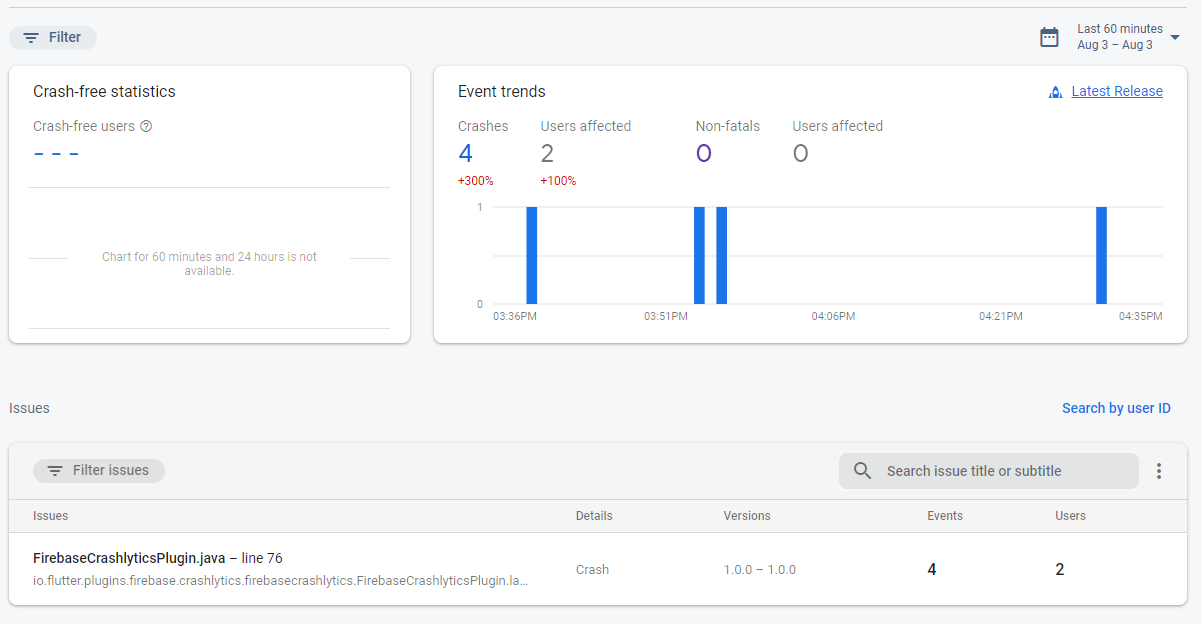 Filter
Last 60 minutes
Aug 3 – Aug 3
Crash-free statistics
Crash-free users
– – –
Chart for 60 minutes and 24 hours is not
available.
Event trends
Latest Release
Crashes Users affected Non-fatals Users affected
4 2 0 0
+300% +100%
1
0
03:36PM 03:51PM 04:06PM 04:21PM 04:35PM
Issues
Search by user ID
Filter issues
Search issue title or subtitle
Issues Details Versions Events Users
FirebaseCrashlyticsPlugin.java – line 76
io.flutter.plugins.firebase.crashlytics.firebasecrashlytics.FirebaseCrashlyticsPlugin.la...
Crash 1.0.0 – 1.0.0 4 2